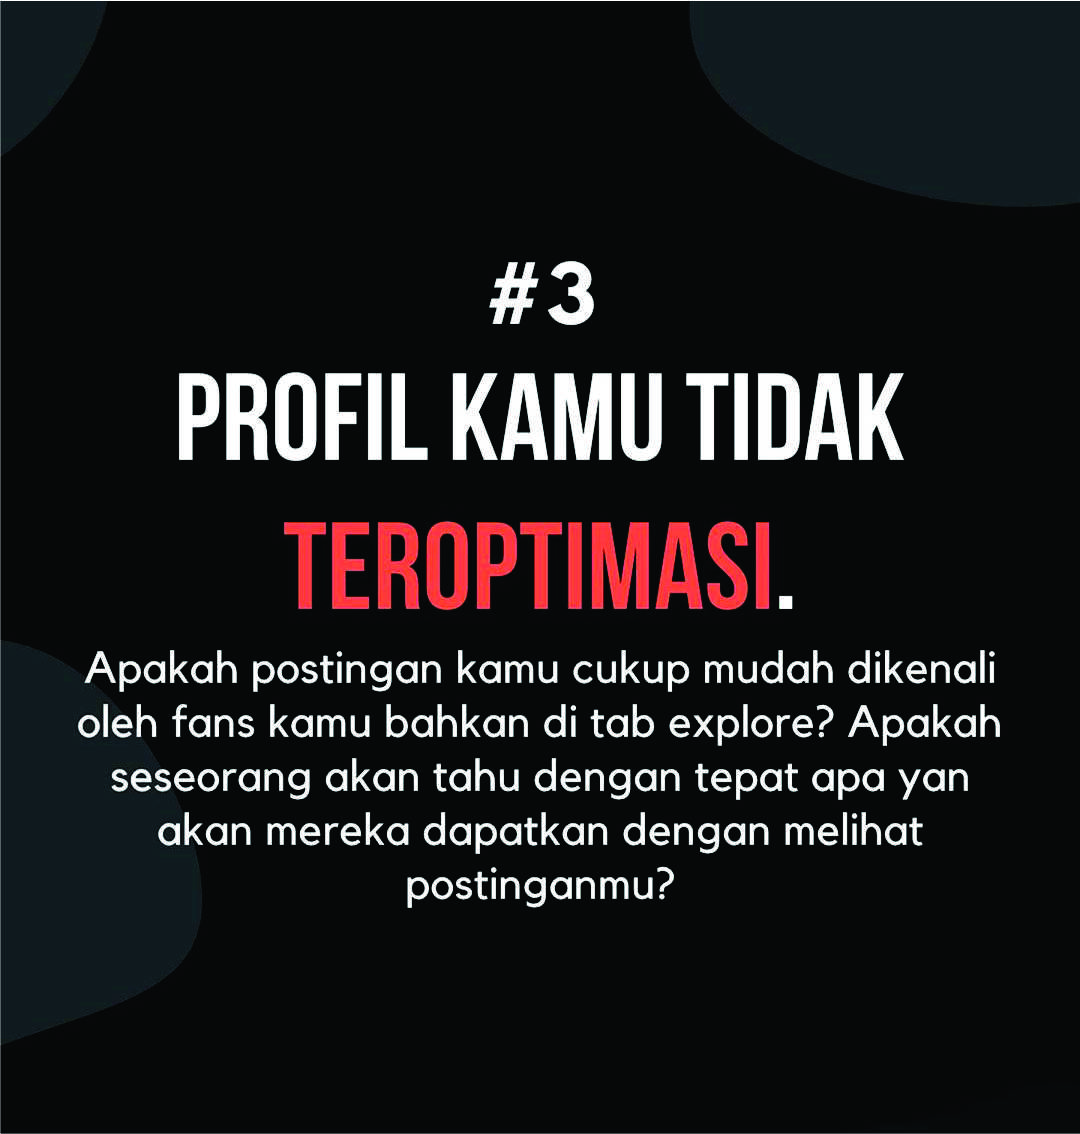 #3
PROFIL KAMU TIDAK
TEROPTIMASI.
Apakah postingan kamu cukup mudah dikenali
oleh fans kamu bahkan di tab explore? Apakah
seseorang akan tahu dengan tepat apa yan
akan mereka dapatkan dengan melihat
postinganmu?